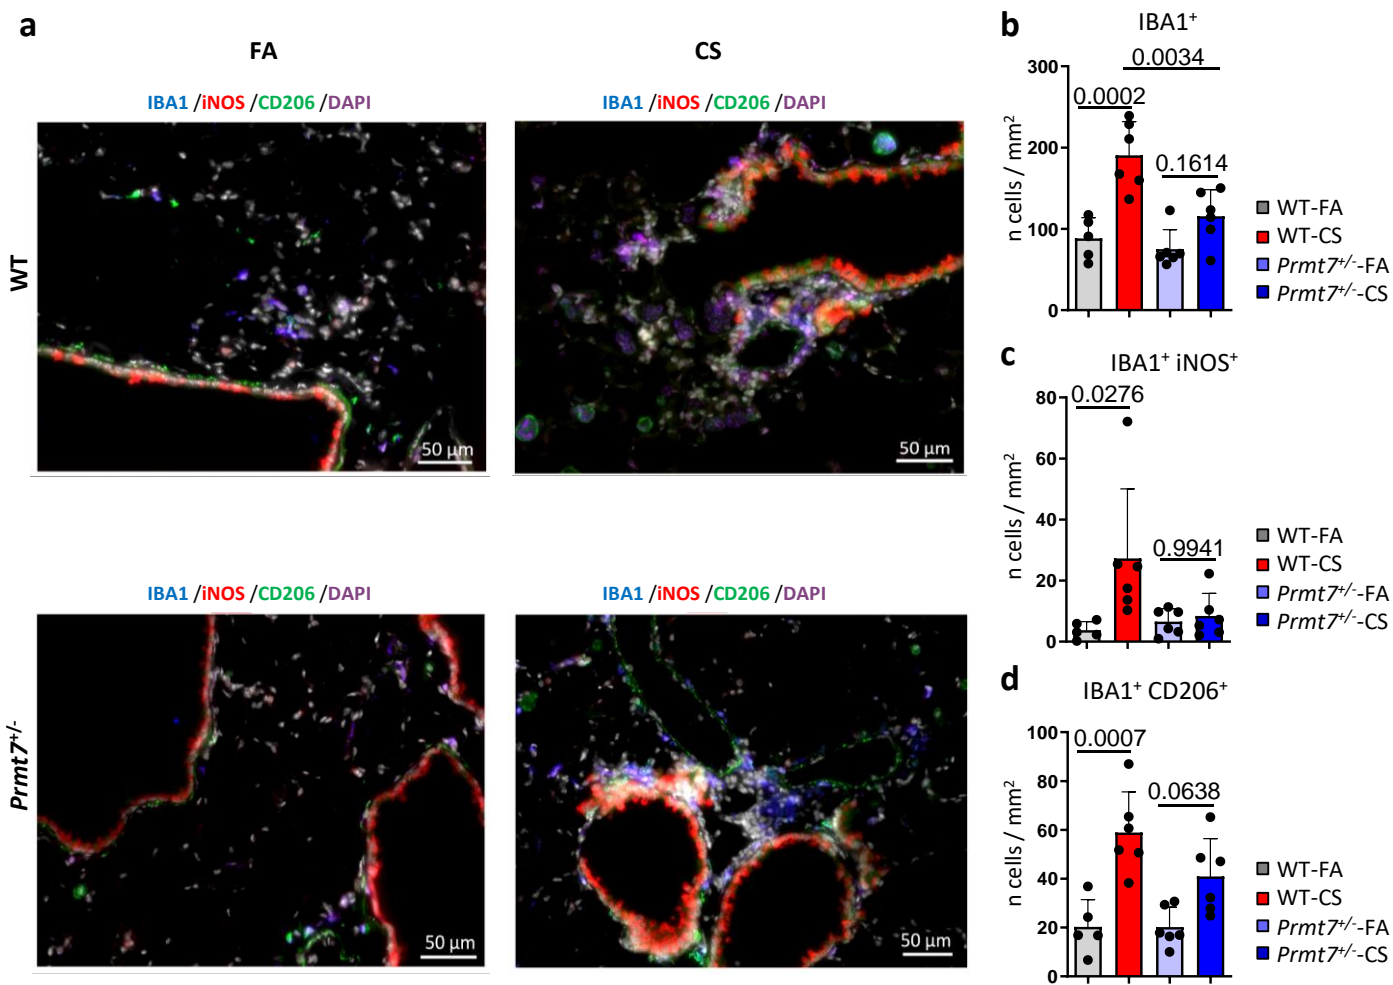 a
FA
CS
IBA1 /iNOS /CD206 /DAPI
IBA1 /iNOS /CD206 /DAPI
WT
50 µm
50 µm
IBA1 /iNOS /CD206 /DAPI
IBA1 /iNOS /CD206 /DAPI
Prmt7+/-
50 µm
50 µm
b
IBA1+
300
200
100
0
n cells / mm2
0.0002
0.0034
0.1614
WT-FA
WT-CS
Prmt7+/--FA
Prmt7+/--CS
c
IBA1+ iNOS+
80
60
40
20
0
n cells / mm2
0.0276
0.9941
WT-FA
WT-CS
Prmt7+/--FA
Prmt7+/--CS
d
IBA1+ CD206+
100
80
60
40
20
0
n cells / mm2
0.0007
0.0638
WT-FA
WT-CS
Prmt7+/--FA
Prmt7+/--CS